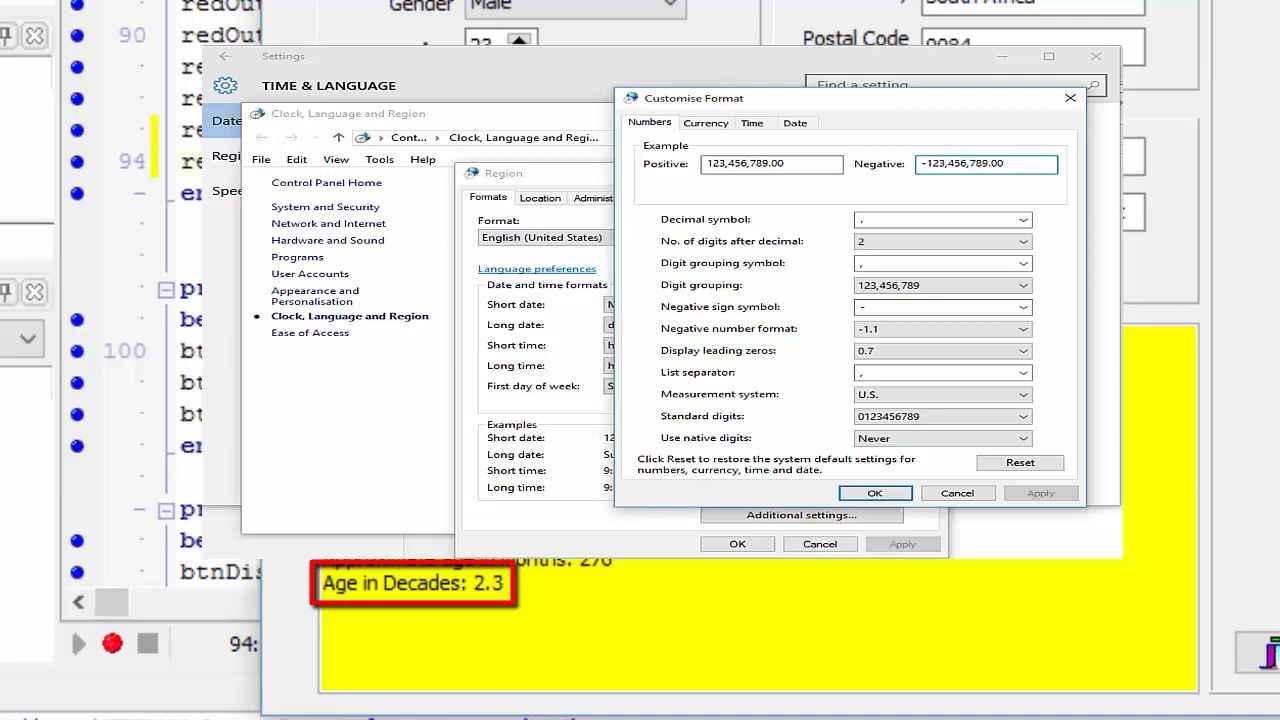 Gender Male
90 redOut
redOu
Postal Code
Settings
TIME & LANGUAGE
Find a setting
Date
Regi
Spee
94
Clock, Language and Region
Cont... > Clock, Language and Regi...
File Edit View Tools Help
Control Panel Home
System and Security
Network and Internet
Hardware and Sound
Programs
User Accounts
Appearance and
Personalisation
Clock, Language and Region
Ease of Access
Region
Formats Location Administ
Format:
English (United States)
Language preferences
Date and time formats
Short date:
Long date:
Short time:
Long time:
First day of week:
Examples
Short date: 12
Long date: Su
Short time: 9:
Long time: 9:
Additional settings...
OK Cancel Apply
Customise Format
Numbers Currency Time Date
Example
Positive: 123,456,789.00 Negative: -123,456,789.00
Decimal symbol: .
No. of digits after decimal: 2
Digit grouping symbol: ,
Digit grouping: 123,456,789
Negative sign symbol: -
Negative number format: -1.1
Display leading zeros: 0.7
List separator: ,
Measurement system: U.S.
Standard digits: 0123456789
Use native digits: Never
Click Reset to restore the system default settings for
numbers, currency, time and date.
Reset
OK Cancel Apply
100
btnDis
Age in Decades: 2.3
94: